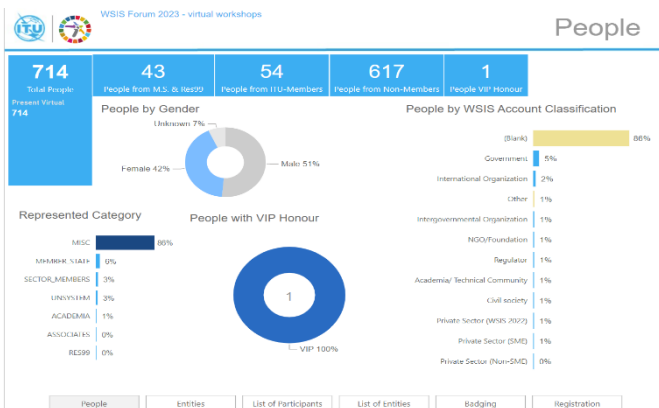 ITU
WSIS Forum 2023 - virtual workshops
People
714
Total People
Present Virtual
714
43
People from M.S. & Res99
54
People from ITU-Members
617
People from Non-Members
1
People VIP Honour
People by Gender
Unknown 7%
Female 42%
Male 51%
People by WSIS Account Classification
(Blank) 86%
Government 5%
International Organization 2%
Other 1%
Intergovernmental Organization 1%
NGO/Foundation 1%
Regulator 1%
Academia/ Technical Community 1%
Civil society 1%
Private Sector (WSIS 2022) 1%
Private Sector (SME) 1%
Private Sector (Non-SME) 0%
Represented Category
MISC 86%
MEMBER_STATE 6%
SECTOR_MEMBERS 3%
UNSYSTEM 3%
ACADEMIA 1%
ASSOCIATES 0%
RES99 0%
People with VIP Honour
1
VIP 100%
People
Entities
List of Participants
List of Entities
Badging
Registration